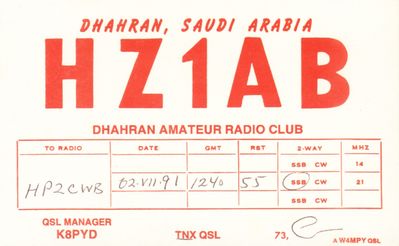 DHAHRAN, SAUDI ARABIA
HZ1AB
DHAHRAN AMATEUR RADIO CLUB
TO RADIO DATE GMT RST 2-WAY MHZ
SSB CW 14
HP2CWB 02·VII·91 1240 55 SSB CW 21
SSB CW
QSL MANAGER
K8PYD TNX QSL 73,
A W4MPY QSL